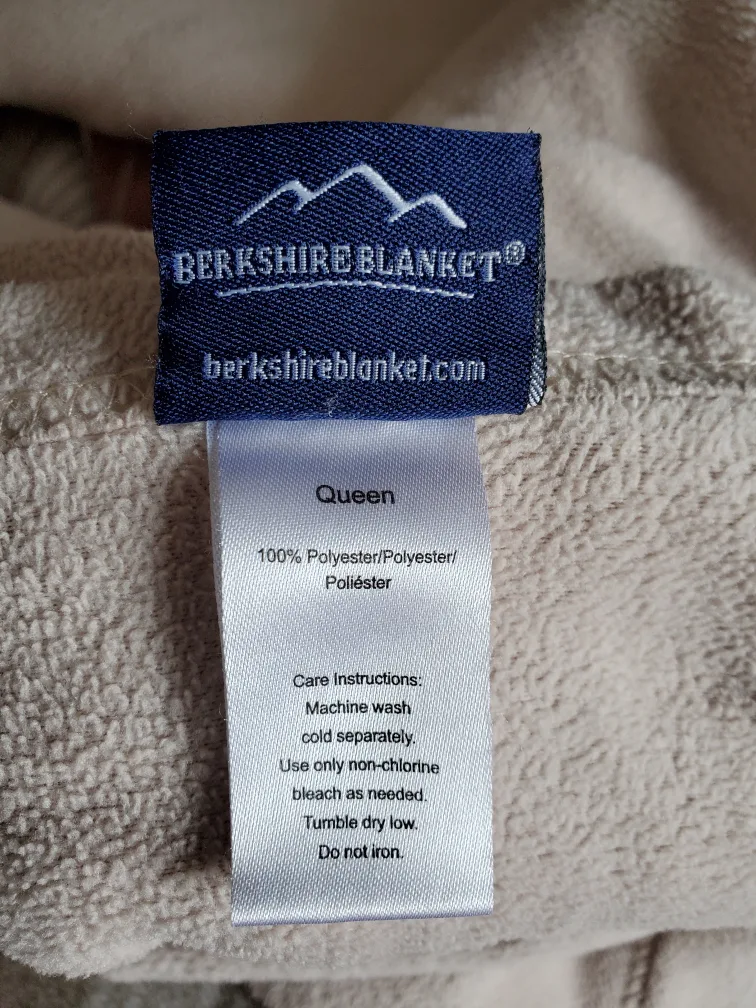 BERKSHIRE BLANKET®
berkshireblanket.com
Queen
100% Polyester/Polyester/
Poliéster
Care Instructions:
Machine wash
cold separately.
Use only non-chlorine
bleach as needed.
Tumble dry low.
Do not iron.